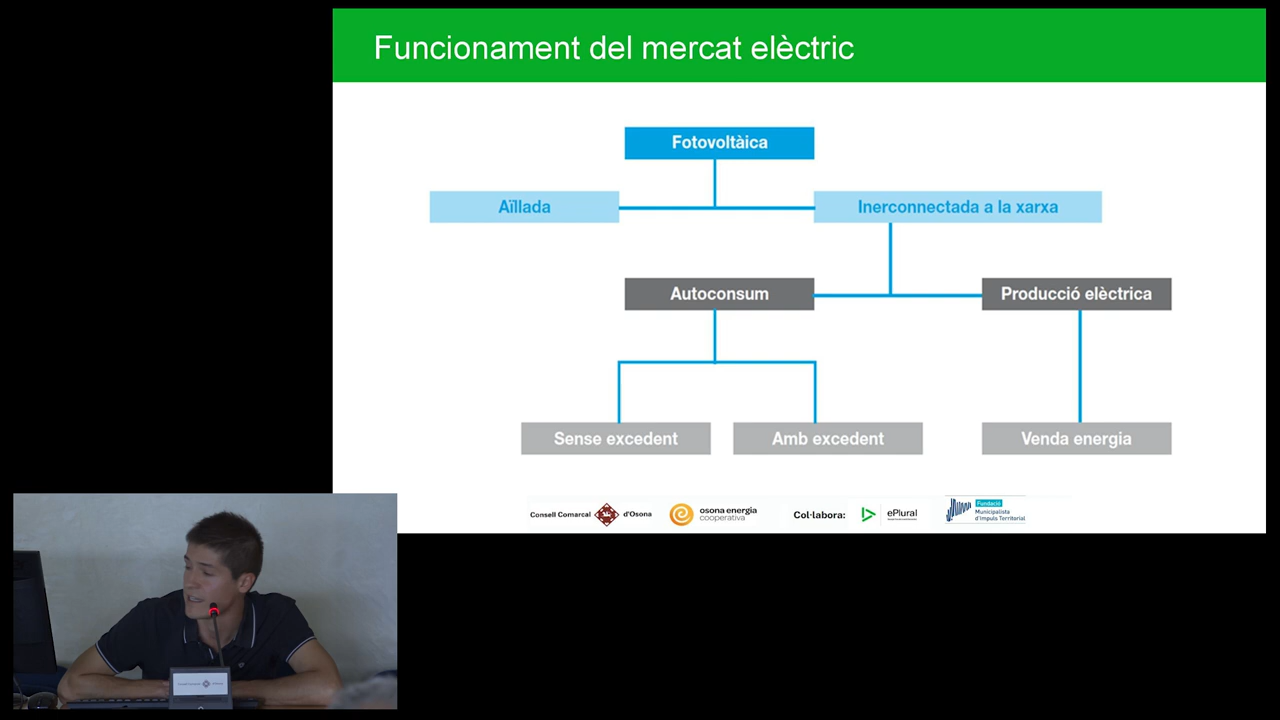 Funcionament del mercat elèctric
Fotovoltàica
Aïllada
Inerconnectada a la xarxa
Autoconsum
Producció elèctrica
Sense excedent
Amb excedent
Venda energia
Consell Comarcal d'Osona
osona energia
cooperativa
Col·labora:
ePlural
Fundació
Municipalista
d'Impuls Territorial